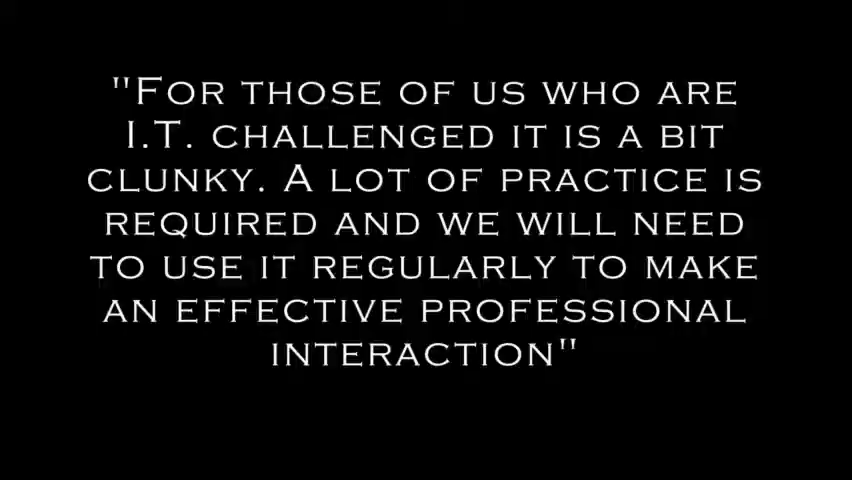 "For those of us who are
I.T. challenged it is a bit
clunky. A lot of practice is
required and we will need
to use it regularly to make
an effective professional
interaction"